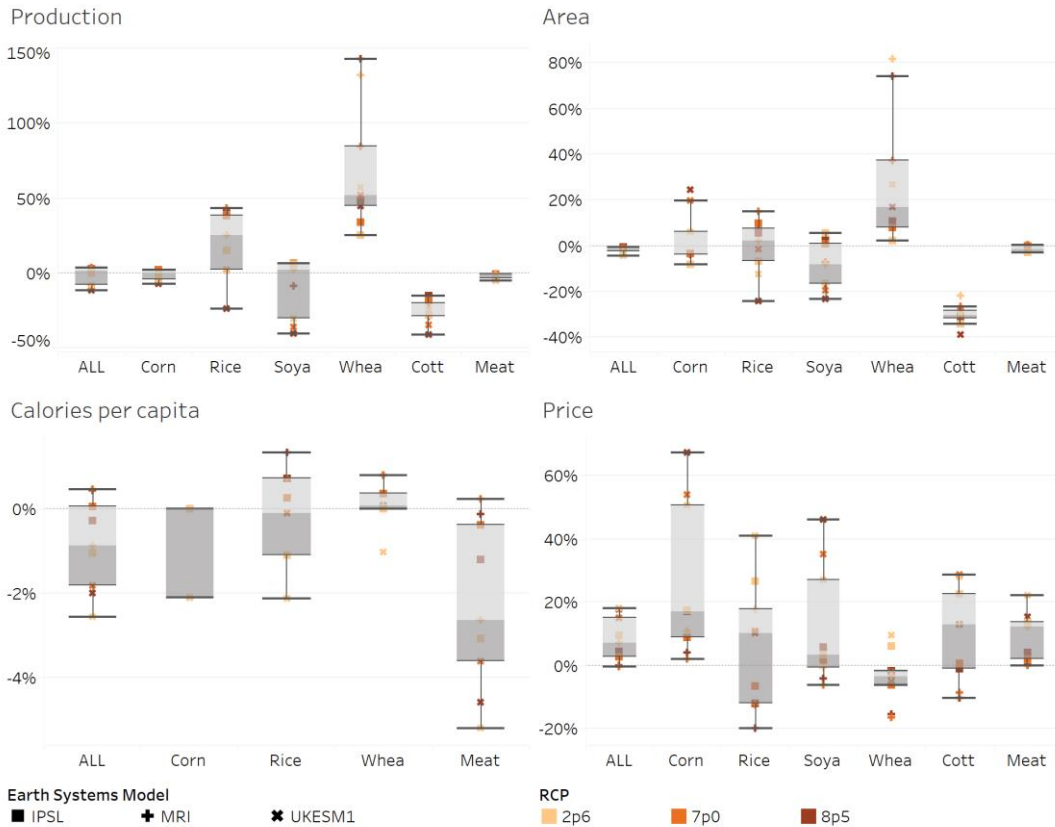 Production
150%
100%
50%
0%
-50%
ALL Corn Rice Soya Whea Cott Meat
Area
80%
60%
40%
20%
0%
-20%
-40%
ALL Corn Rice Soya Whea Cott Meat
Calories per capita
0%
-2%
-4%
ALL Corn Rice Whea Meat
Price
60%
40%
20%
0%
-20%
ALL Corn Rice Soya Whea Cott Meat
Earth Systems Model
IPSL MRI UKESM1
RCP
2p6 7p0 8p5